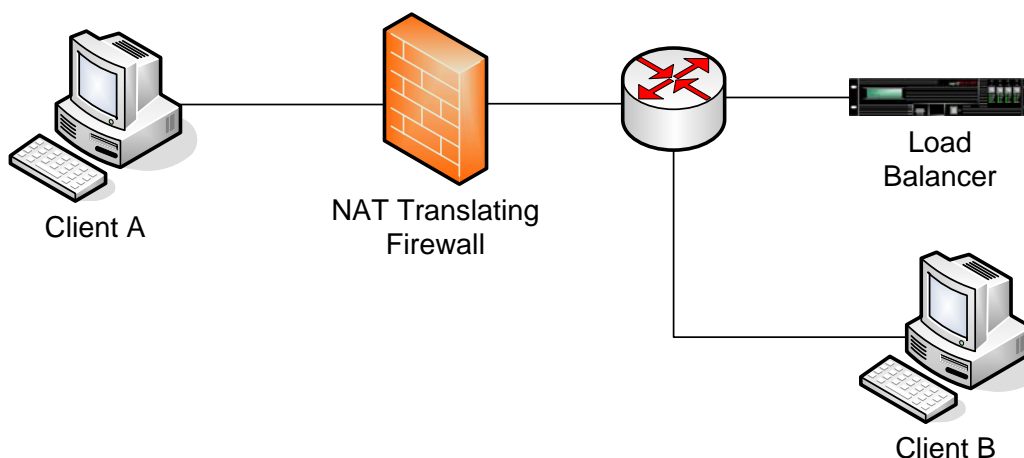 Client A
NAT Translating
Firewall
Load
Balancer
Client B